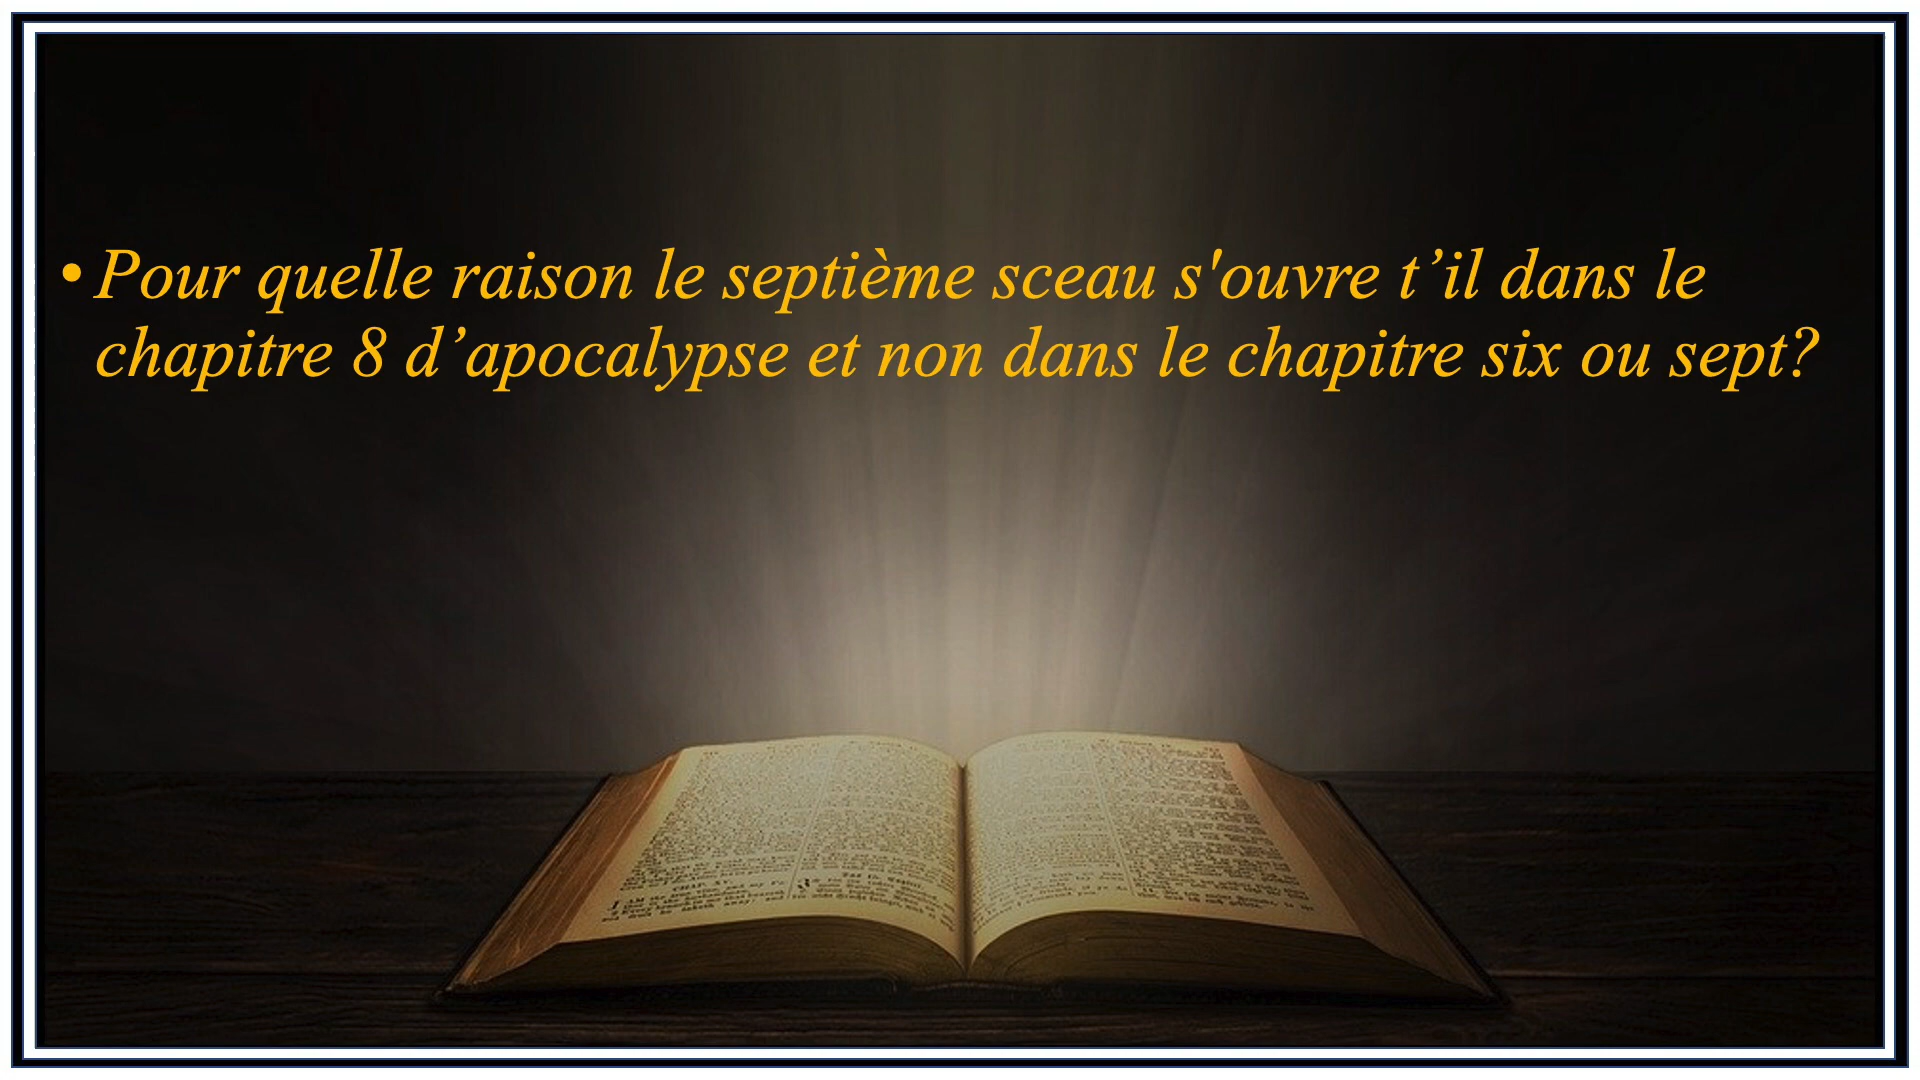 • Pour quelle raison le septième sceau s'ouvre t’il dans le
chapitre 8 d’apocalypse et non dans le chapitre six ou sept?